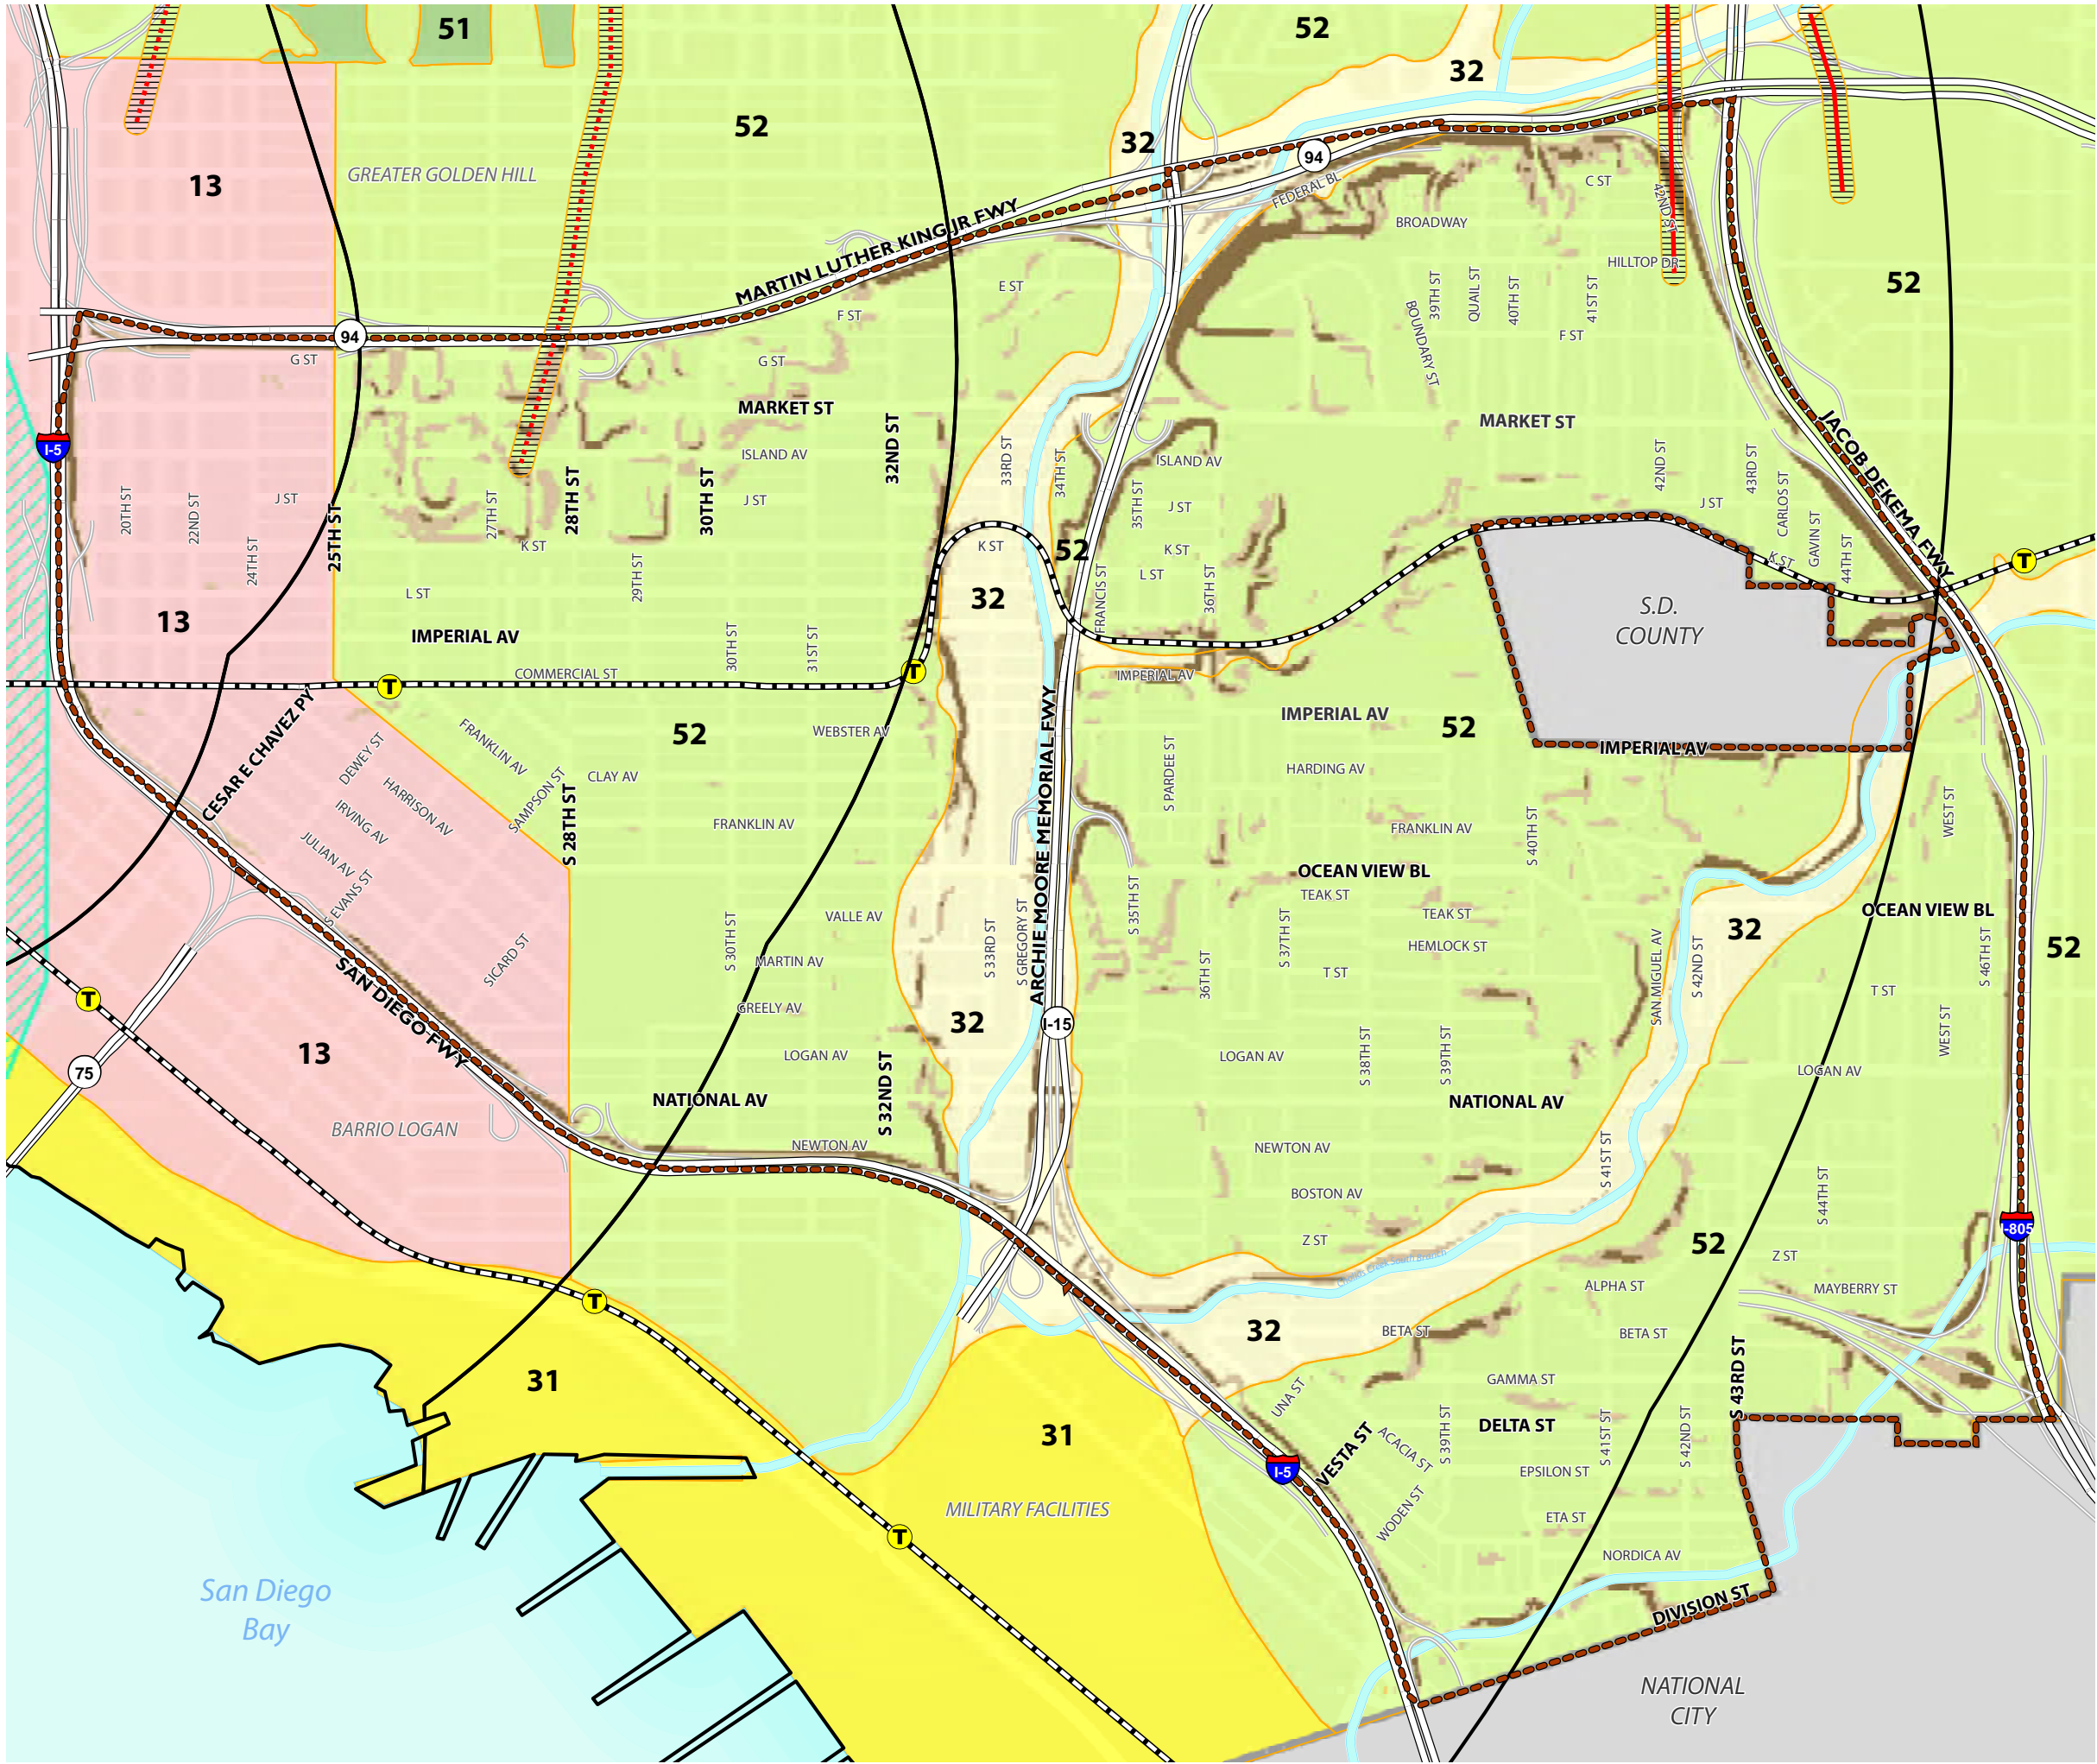 51
52
32
52
32
13
GREATER GOLDEN HILL
94
FEDERAL BL
C ST
42ND ST
BROADWAY
MARTIN LUTHER KING JR FWY
HILLTOP DR
52
E ST
39TH ST
QUAIL ST
40TH ST
41ST ST
BOUNDARY ST
F ST
F ST
94
G ST
G ST
MARKET ST
MARKET ST
JACOB DEKEMA FWY
I-5
32ND ST
ISLAND AV
33RD ST
34TH ST
ISLAND AV
42ND ST
43RD ST
CARLOS ST
20TH ST
22ND ST
J ST
25TH ST
27TH ST
28TH ST
30TH ST
J ST
35TH ST
J ST
J ST
GAVIN ST
24TH ST
K ST
K ST
52
K ST
K ST
44TH ST
T
29TH ST
L ST
32
FRANCIS ST
L ST
36TH ST
S.D.
COUNTY
13
IMPERIAL AV
30TH ST
31ST ST
COMMERCIAL ST
T
T
IMPERIAL AV
CESAR E CHAVEZ PY
DEWEY ST
FRANKLIN AV
52
WEBSTER AV
ARCHIE MOORE MEMORIAL FWY
IMPERIAL AV
52
IMPERIAL AV
HARRISON AV
SAMPSON ST
CLAY AV
S PARDEE ST
HARDING AV
IRVING AV
S 28TH ST
FRANKLIN AV
FRANKLIN AV
S 40TH ST
WEST ST
JULIAN AV
S EVANS ST
OCEAN VIEW BL
TEAK ST
VALLE AV
S 35TH ST
TEAK ST
OCEAN VIEW BL
S 30TH ST
S 33RD ST
S GREGORY ST
S 37TH ST
HEMLOCK ST
SAN MIGUEL AV
S 42ND ST
32
S 46TH ST
52
SICARD ST
MARTIN AV
36TH ST
T ST
T ST
T
SAN DIEGO FWY
GREELY AV
32
I-15
WEST ST
13
LOGAN AV
LOGAN AV
S 38TH ST
S 39TH ST
LOGAN AV
75
NATIONAL AV
S 32ND ST
NATIONAL AV
BARRIO LOGAN
NEWTON AV
NEWTON AV
S 41ST ST
BOSTON AV
S 44TH ST
Z ST
52
I-805
Z ST
Chollas Creek South Branch
ALPHA ST
MAYBERRY ST
T
32
BETA ST
BETA ST
31
GAMMA ST
S 43RD ST
UNA ST
31
VESTA ST
ACACIA ST
S 39TH ST
DELTA ST
S 41ST ST
S 42ND ST
I-5
EPSILON ST
MILITARY FACILITIES
WODEN ST
ETA ST
T
NORDICA AV
San Diego
Bay
DIVISION ST
NATIONAL
CITY